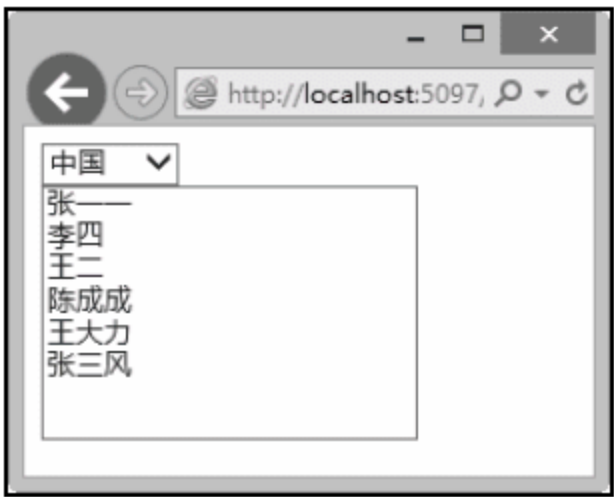 http://localhost:5097/
中国
张一一
李四
王二
陈成成
王大力
张三风